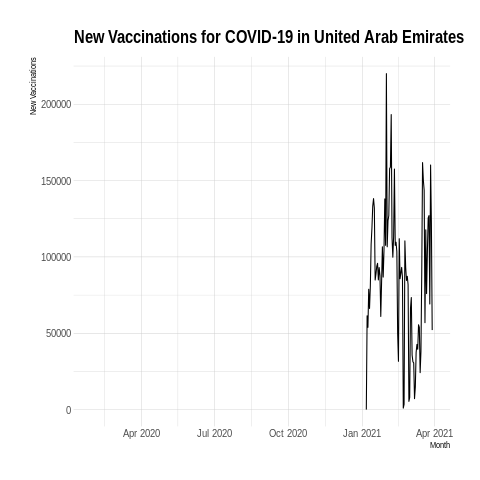 New Vaccinations for COVID-19 in United Arab Emirates
New Vaccinations
200000
150000
100000
50000
0
Apr 2020 Jul 2020 Oct 2020 Jan 2021 Apr 2021
Month